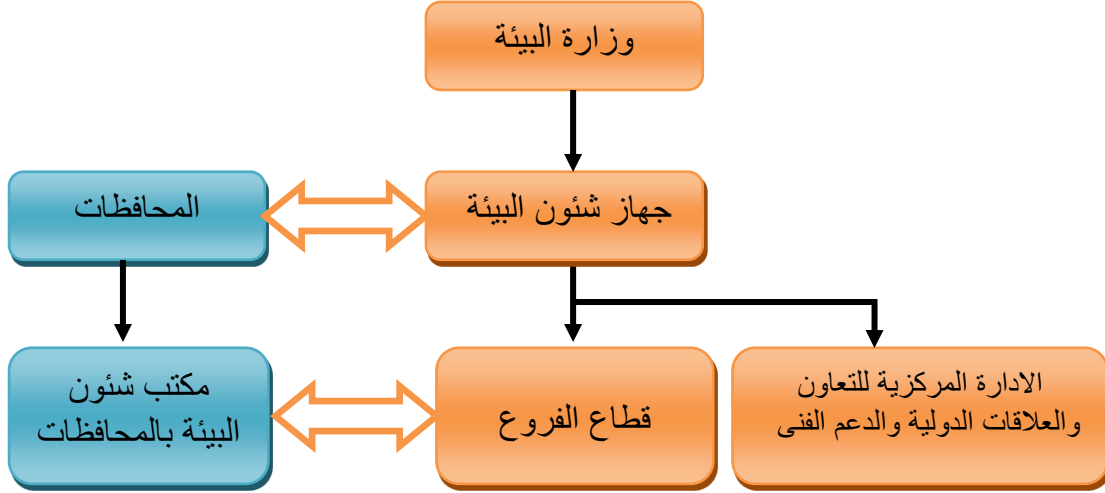 وزارة البيئة
جهاز شئون البيئة
المحافظات
الادارة المركزية للتعاون
والعلاقات الدولية والدعم الفنى
قطاع الفروع
مكتب شئون
البيئة بالمحافظات